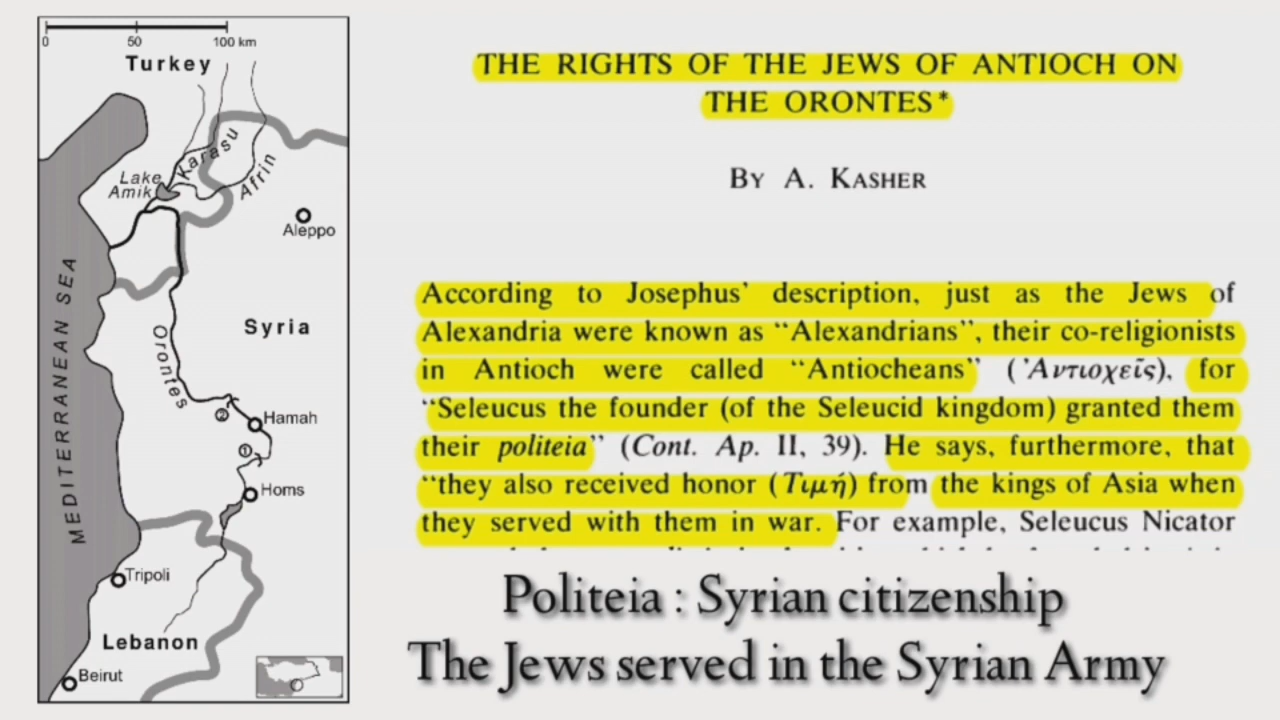 0 50 100 km
Turkey
Karasu
Afrin
Lake
Amik
Aleppo
MEDITERRANEAN SEA
Syria
Orontes
2
Hamah
1
Homs
Tripoli
Lebanon
Beirut
THE RIGHTS OF THE JEWS OF ANTIOCH ON
THE ORONTES*
BY A. KASHER
According to Josephus’ description, just as the Jews of
Alexandria were known as “Alexandrians”, their co-religionists
in Antioch were called “Antiocheans” (Ἀντιοχεῖς), for
“Seleucus the founder (of the Seleucid kingdom) granted them
their politeia” (Cont. Ap. II, 39). He says, furthermore, that
“they also received honor (Τιμή) from the kings of Asia when
they served with them in war. For example, Seleucus Nicator
Politeia : Syrian citizenship
The Jews served in the Syrian Army